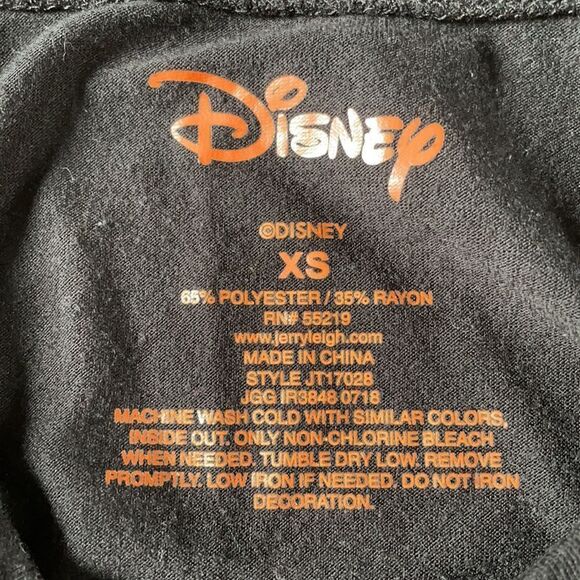 Disney
©DISNEY
XS
65% POLYESTER / 35% RAYON
RN# 55219
www.jerryleigh.com
MADE IN CHINA
STYLE JT17028
JGG IR3848 0718
MACHINE WASH COLD WITH SIMILAR COLORS,
INSIDE OUT. ONLY NON-CHLORINE BLEACH
WHEN NEEDED. TUMBLE DRY LOW. REMOVE
PROMPTLY. LOW IRON IF NEEDED. DO NOT IRON
DECORATION.